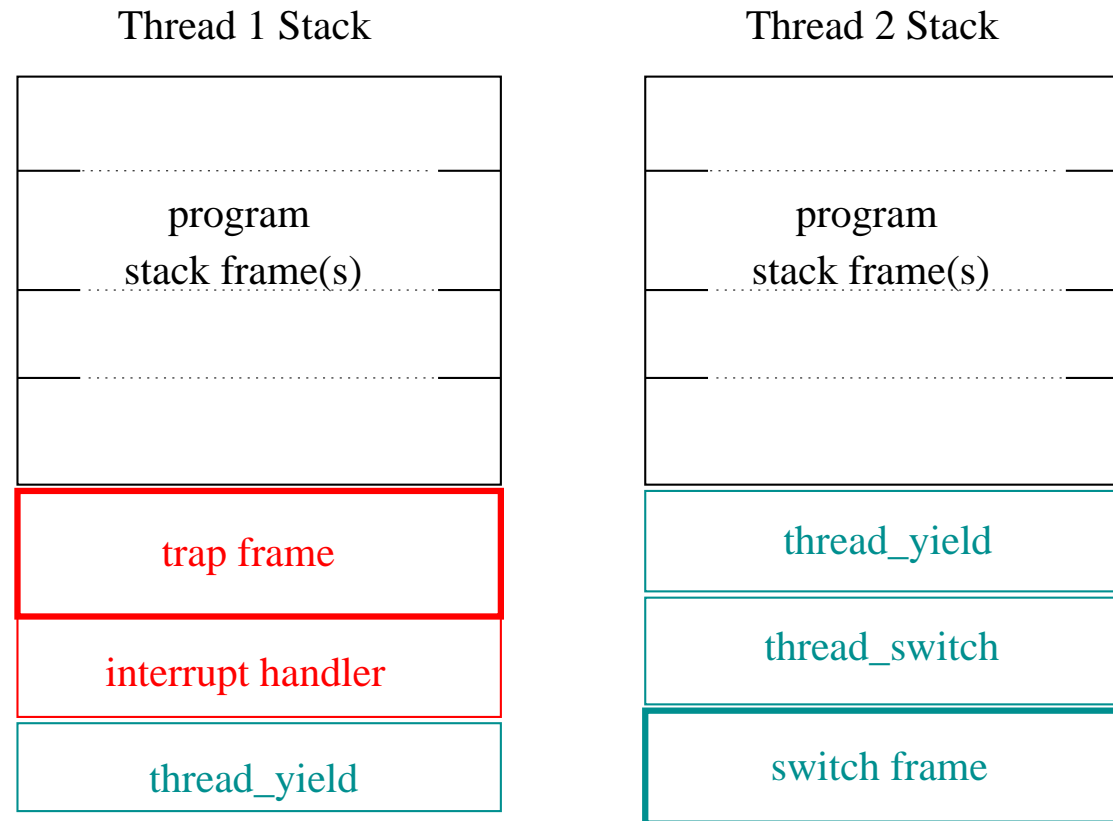 Thread 1 Stack
program
stack frame(s)
trap frame
interrupt handler
thread_yield
Thread 2 Stack
program
stack frame(s)
thread_yield
thread_switch
switch frame